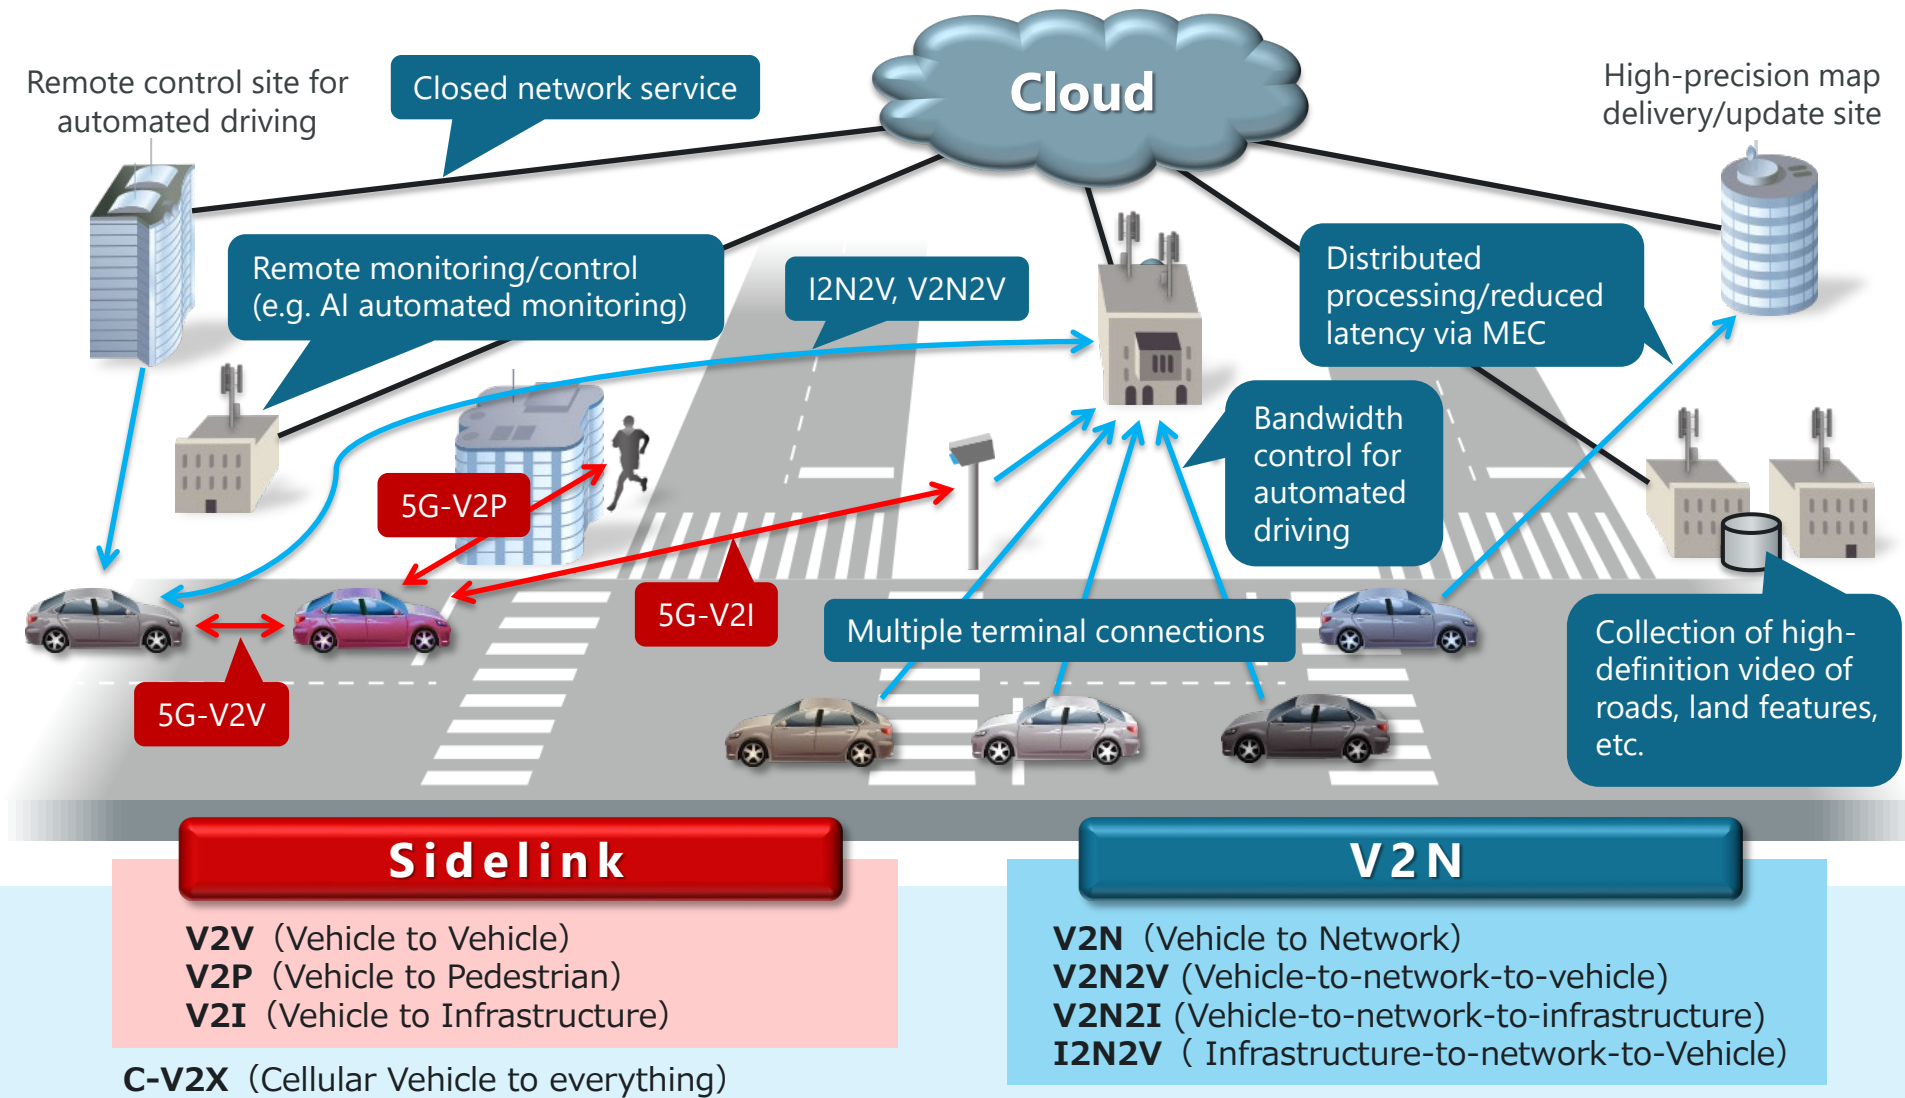 Cloud
Remote control site for
automated driving
Closed network service
High-precision map
delivery/update site
Remote monitoring/control
(e.g. AI automated monitoring)
I2N2V, V2N2V
Distributed
processing/reduced
latency via MEC
Bandwidth
control for
automated
driving
5G-V2P
5G-V2I
5G-V2V
Multiple terminal connections
Collection of high-
definition video of
roads, land features,
etc.
Sidelink
V2V（Vehicle to Vehicle）
V2P（Vehicle to Pedestrian）
V2I（Vehicle to Infrastructure）
C-V2X（Cellular Vehicle to everything）
V2N
V2N（Vehicle to Network）
V2N2V (Vehicle-to-network-to-vehicle)
V2N2I (Vehicle-to-network-to-infrastructure)
I2N2V（ Infrastructure-to-network-to-Vehicle）